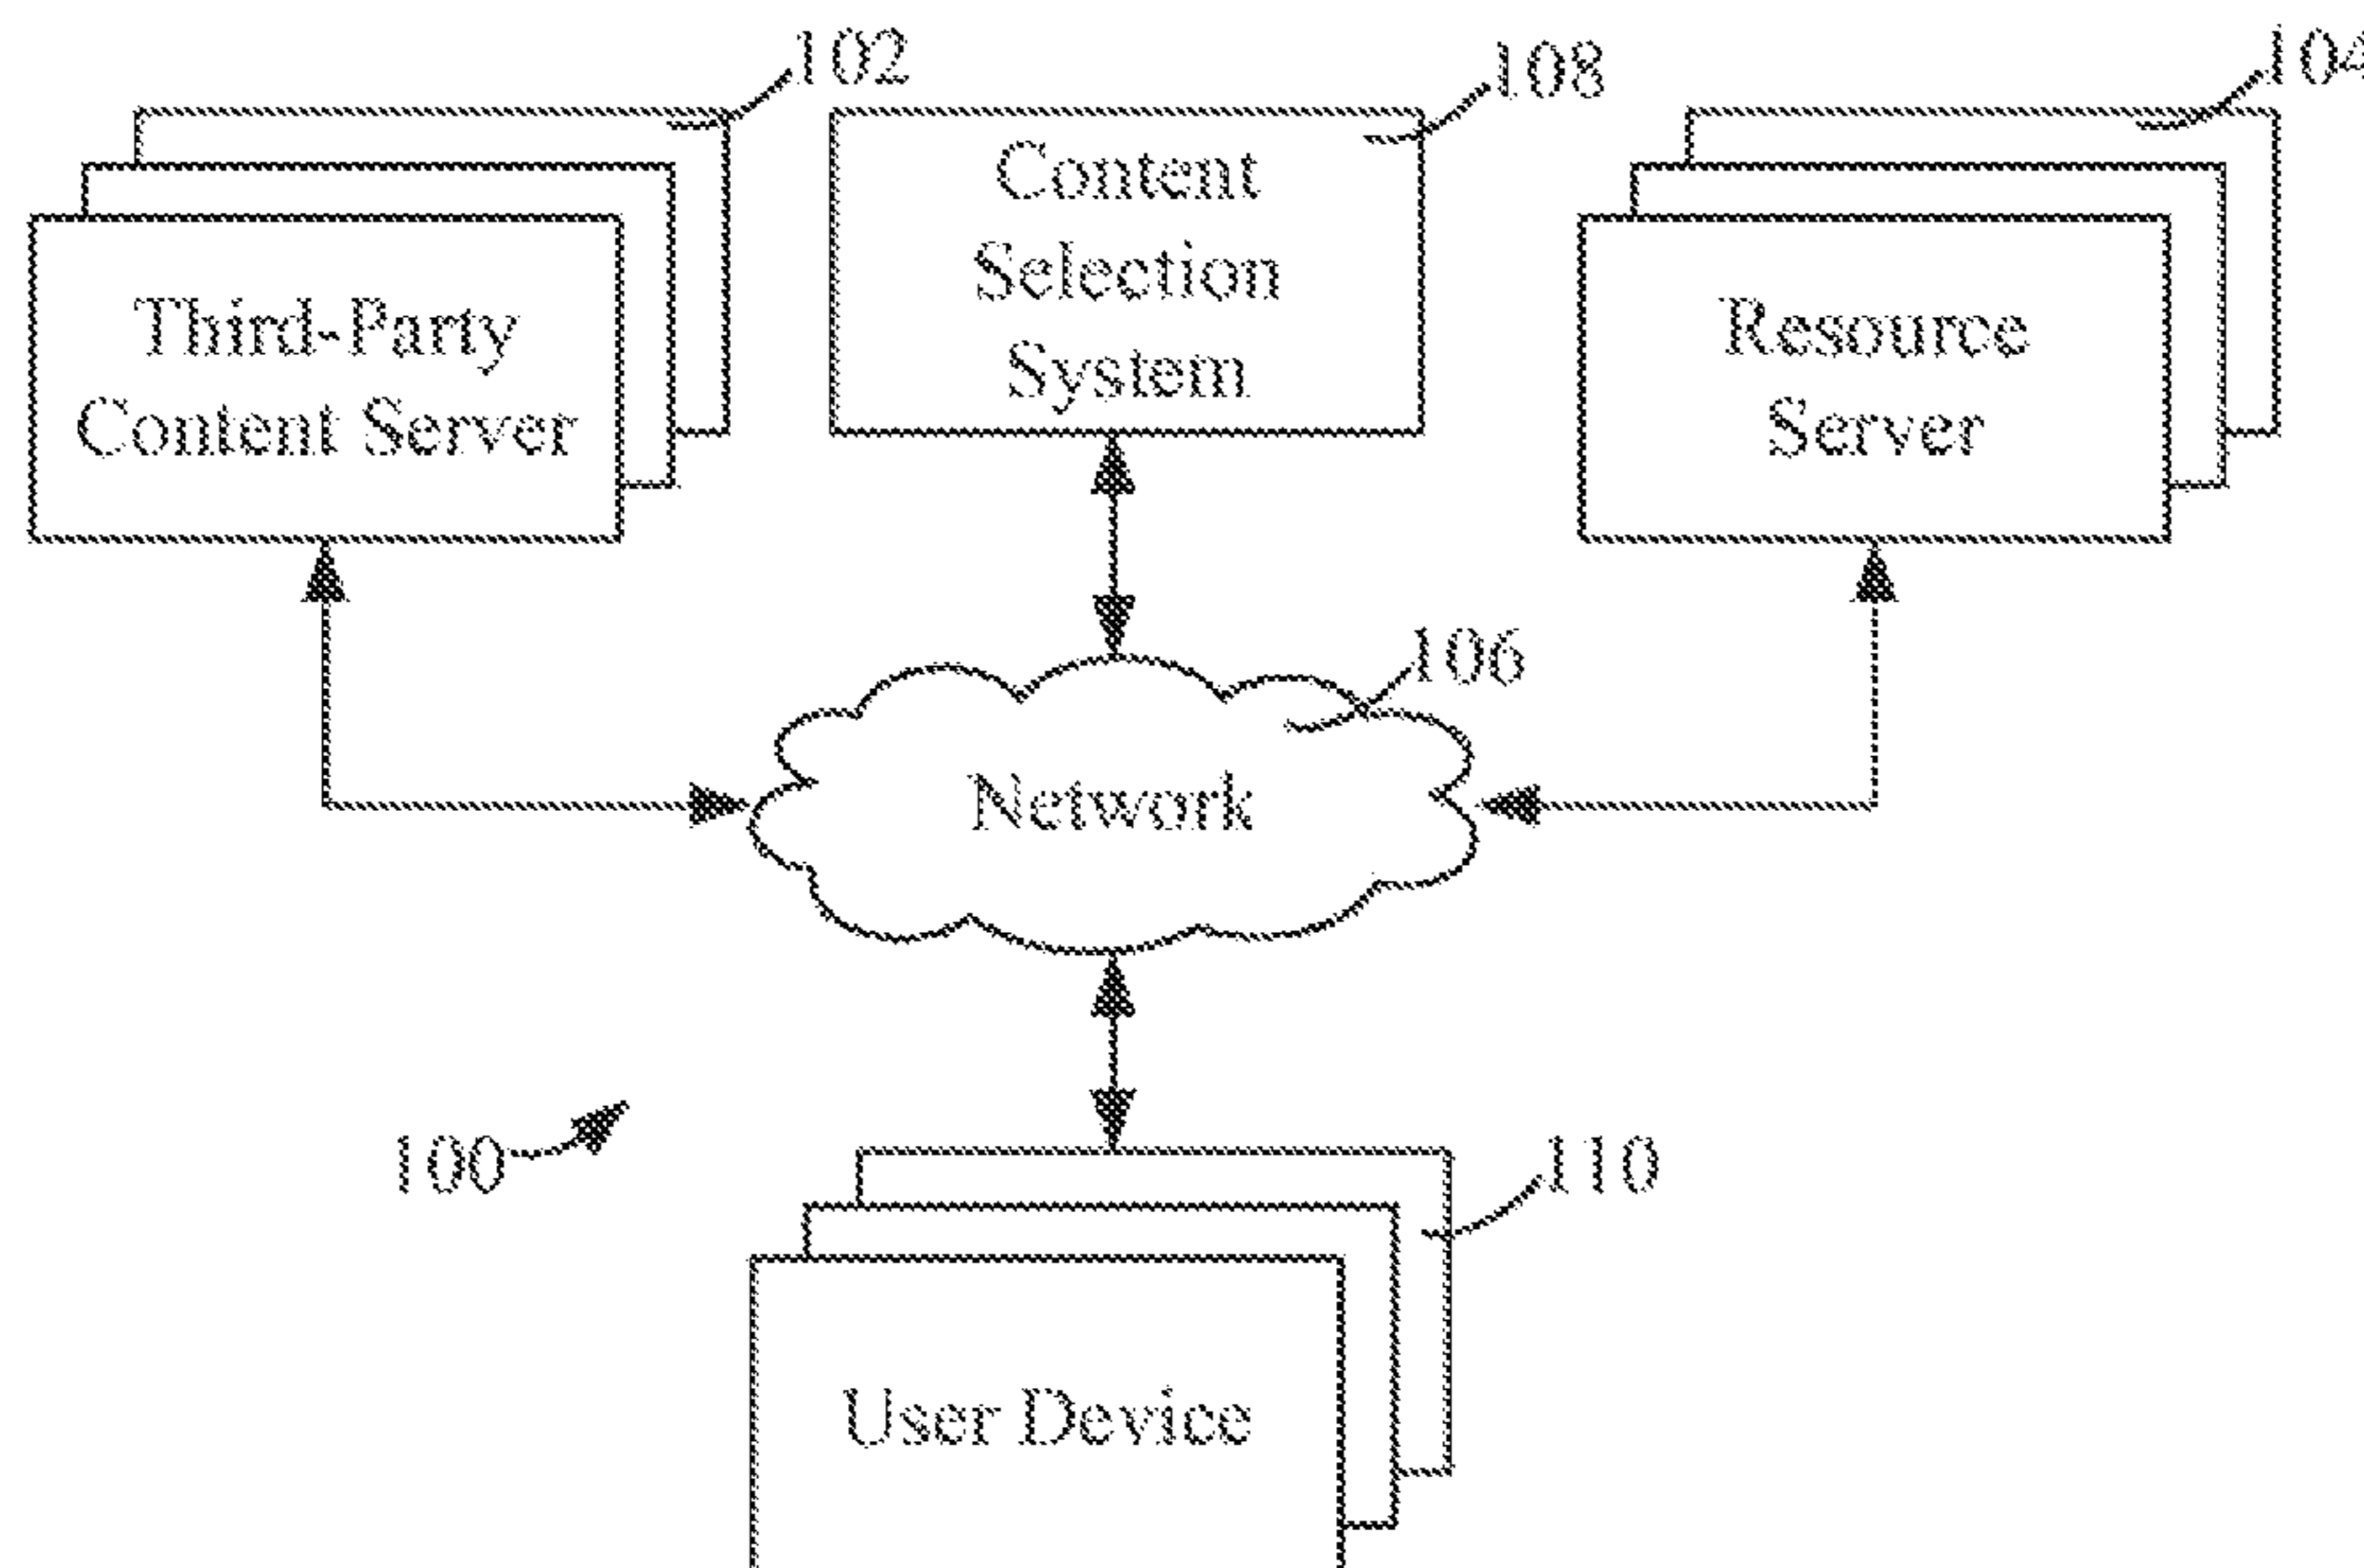 102
108
104
Third-Party
Content Server
Content
Selection
System
Resource
Server
106
Network
100
110
User Device